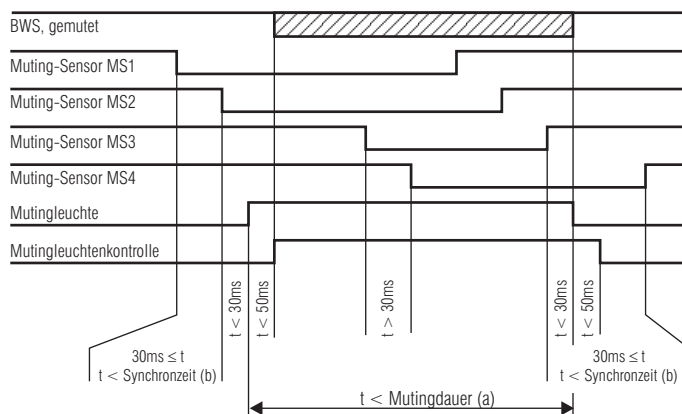 BWS, gemutet
Muting-Sensor MS1
Muting-Sensor MS2
Muting-Sensor MS3
Muting-Sensor MS4
Mutingleuchte
Mutingleuchtenkontrolle
t < 30ms
t < 50ms
t > 30ms
t < 30ms
t < 50ms
30ms ≤ t
t < Synchronzeit (b)
30ms ≤ t
t < Synchronzeit (b)
t < Mutingdauer (a)